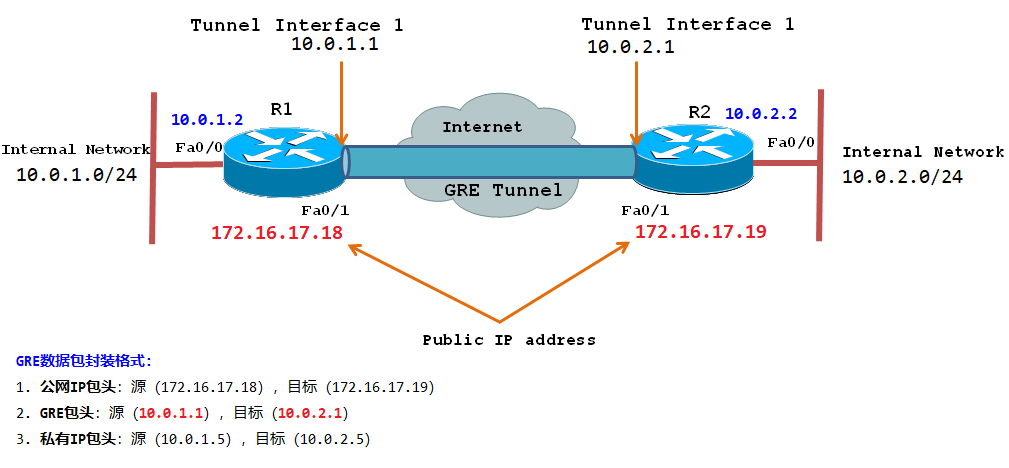 Tunnel Interface 1
10.0.1.1
Tunnel Interface 1
10.0.2.1
R1
10.0.1.2
Fa0/0
Internal Network
10.0.1.0/24
Internet
GRE Tunnel
R2
10.0.2.2
Fa0/0
Internal Network
10.0.2.0/24
Fa0/1
172.16.17.18
Fa0/1
172.16.17.19
Public IP address
GRE数据包封装格式：
1. 公网IP包头：源（172.16.17.18），目标（172.16.17.19）
2. GRE包头：源（10.0.1.1），目标（10.0.2.1）
3. 私有IP包头：源（10.0.1.5），目标（10.0.2.5）